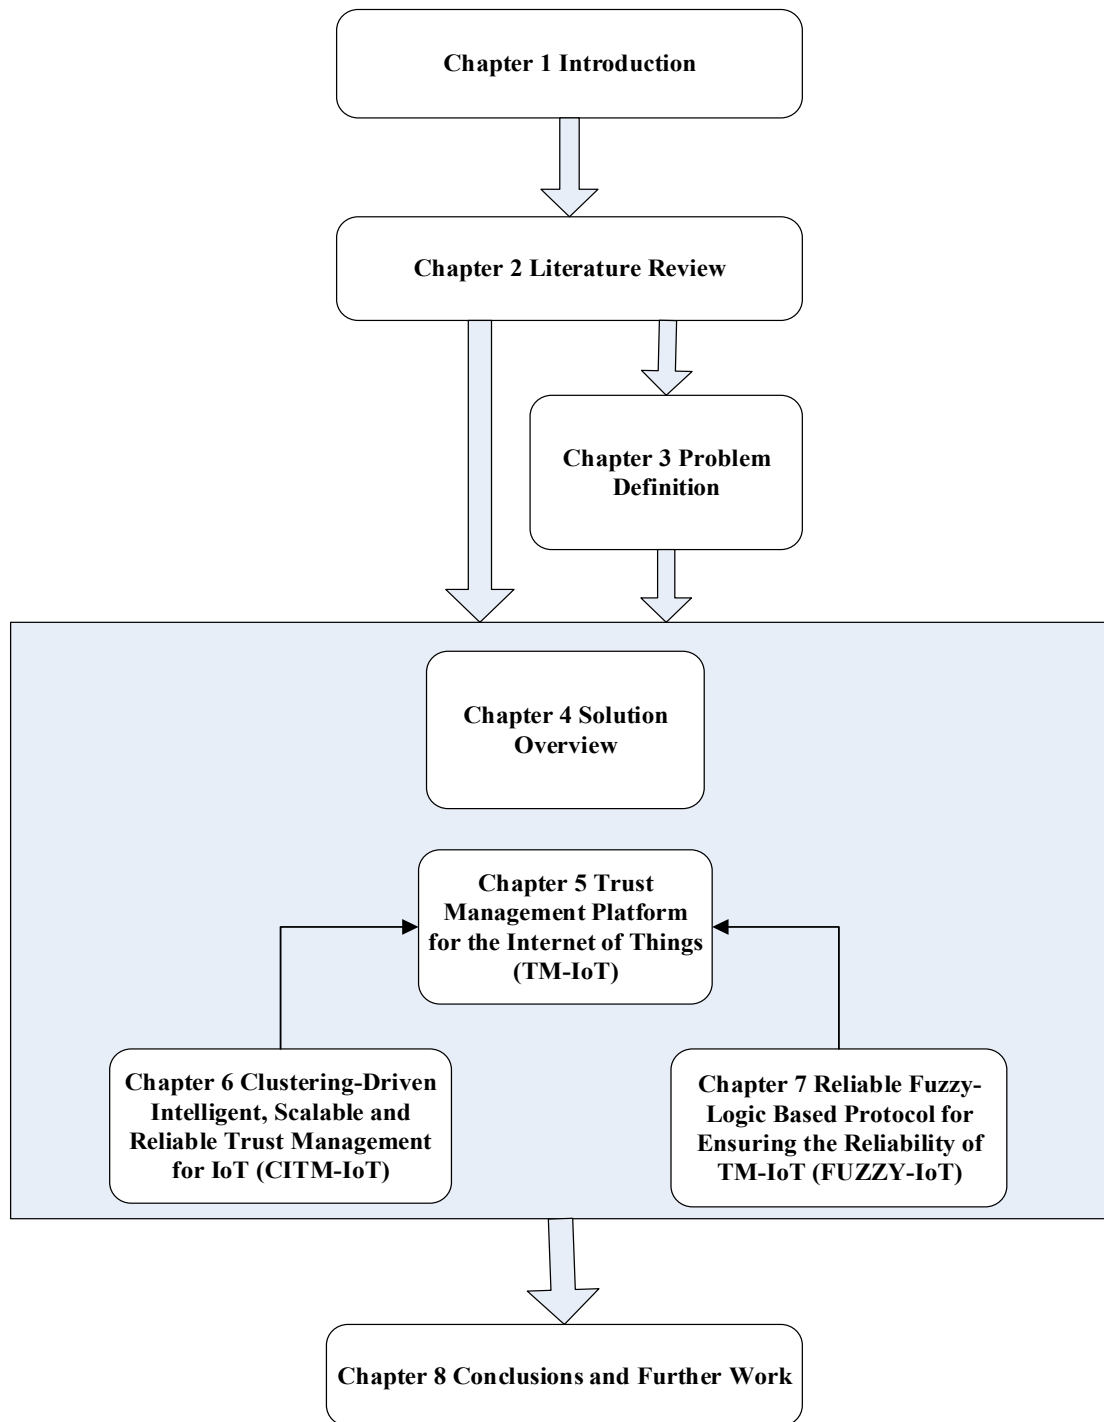 Chapter 1 Introduction
Chapter 2 Literature Review
Chapter 3 Problem
Definition
Chapter 4 Solution
Overview
Chapter 5 Trust
Management Platform
for the Internet of Things
(TM-IoT)
Chapter 6 Clustering-Driven
Intelligent, Scalable and
Reliable Trust Management
for IoT (CITM-IoT)
Chapter 7 Reliable Fuzzy-
Logic Based Protocol for
Ensuring the Reliability of
TM-IoT (FUZZY-IoT)
Chapter 8 Conclusions and Further Work